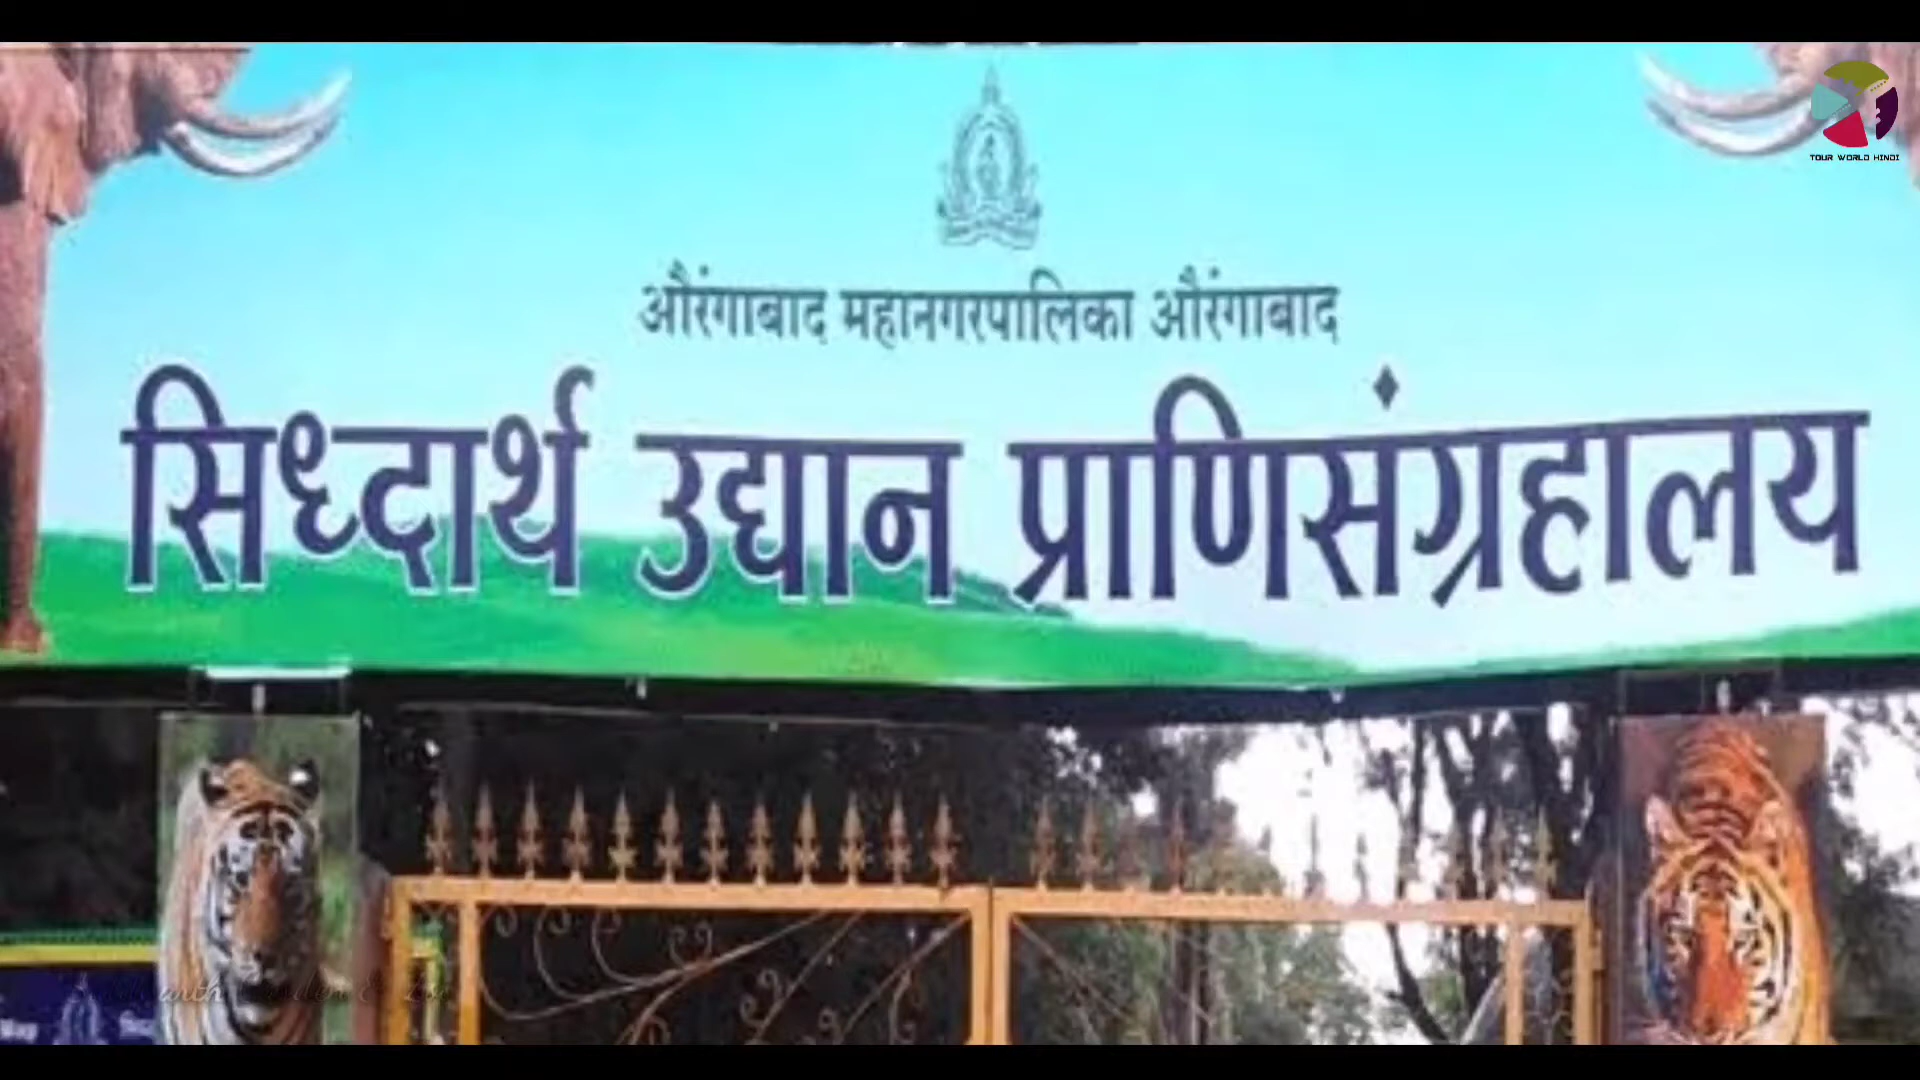 TOUR WORLD HINDI
औरंगाबाद महानगरपालिका औरंगाबाद
सिध्दार्थ उद्यान प्राणिसंग्रहालय